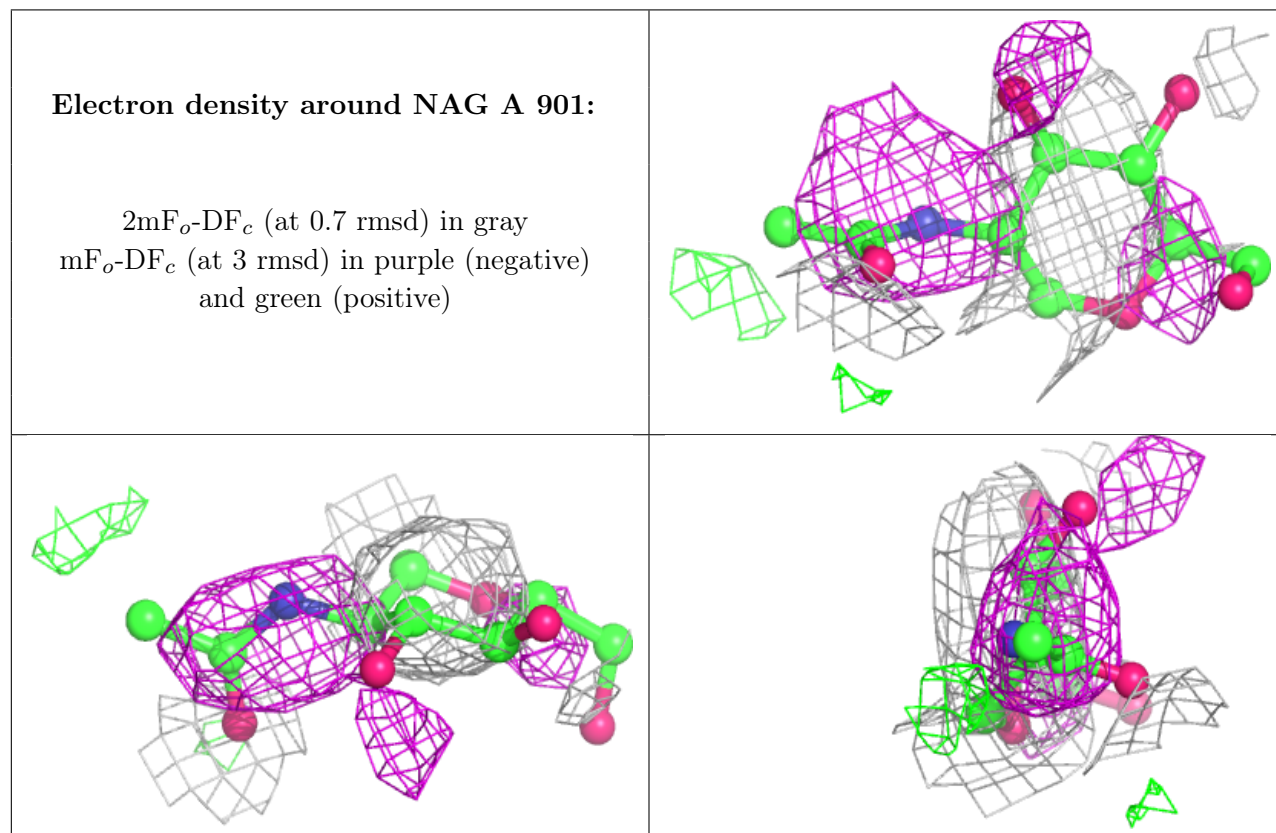 Electron density around NAG A 901:
2mFo-DFc (at 0.7 rmsd) in gray
mFo-DFc (at 3 rmsd) in purple (negative)
and green (positive)